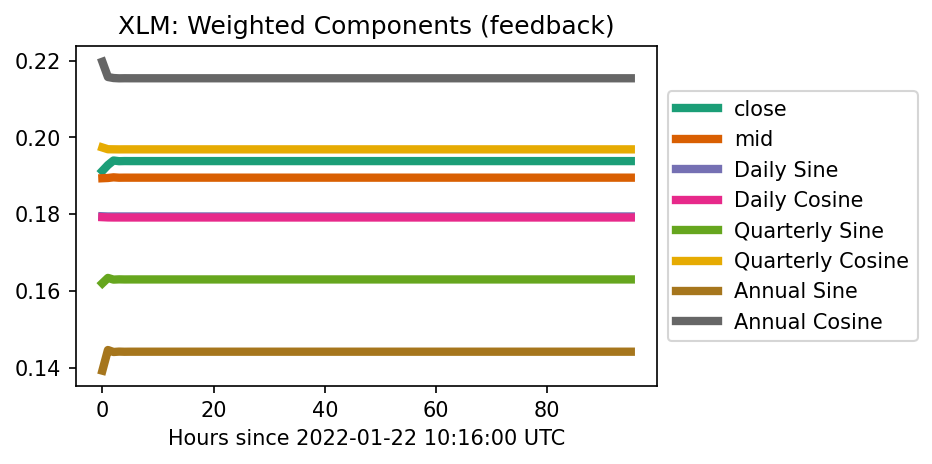 XLM: Weighted Components (feedback)
0.22
0.20
0.18
0.16
0.14
0 20 40 60 80
Hours since 2022-01-22 10:16:00 UTC
close
mid
Daily Sine
Daily Cosine
Quarterly Sine
Quarterly Cosine
Annual Sine
Annual Cosine